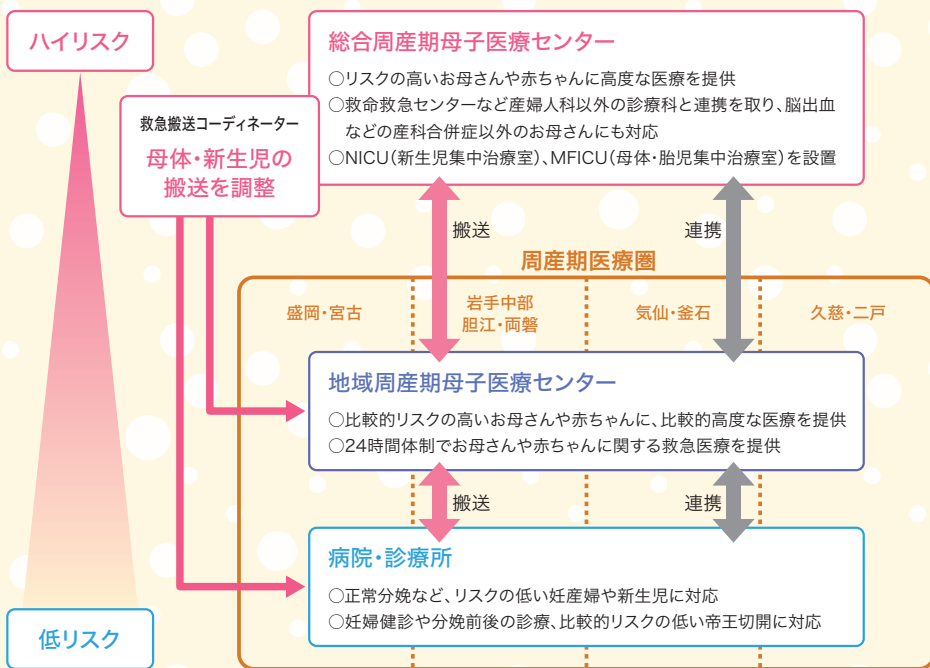 ハイリスク
総合周産期母子医療センター
○リスクの高いお母さんや赤ちゃんに高度な医療を提供
○救命救急センターなど産婦人科以外の診療科と連携を取り、脳出血
などの産科合併症以外のお母さんにも対応
○NICU(新生児集中治療室)、MFICU(母体・胎児集中治療室)を設置
救急搬送コーディネーター
母体・新生児の
搬送を調整
搬送
連携
周産期医療圏
盛岡・宮古
岩手中部
胆江・両磐
気仙・釜石
久慈・二戸
地域周産期母子医療センター
○比較的リスクの高いお母さんや赤ちゃんに、比較的高度な医療を提供
○24時間体制でお母さんや赤ちゃんに関する救急医療を提供
搬送
連携
病院・診療所
○正常分娩など、リスクの低い妊産婦や新生児に対応
○妊婦健診や分娩前後の診療、比較的リスクの低い帝王切開に対応
低リスク